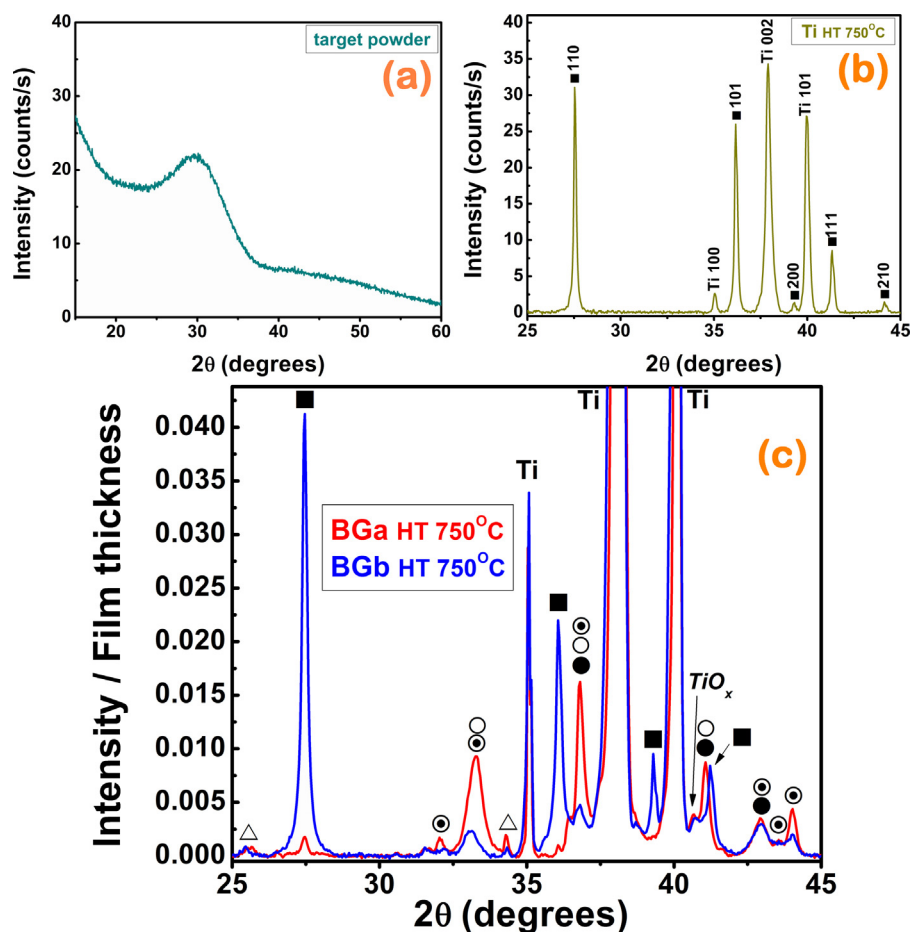 target powder
(a)
Intensity (counts/s)
40
30
20
10
0
20
30
40
50
60
2θ (degrees)
Ti HT 750°C
(b)
Intensity (counts/s)
40
35
30
25
20
15
10
5
0
■ 110
Ti 100
■ 101
Ti 002
■ 200
Ti 101
■ 111
■ 210
25
30
35
40
45
2θ (degrees)
(c)
Intensity / Film thickness
0.040
0.035
0.030
0.025
0.020
0.015
0.010
0.005
0.000
BGa HT 750°C
BGb HT 750°C
Ti
Ti
Ti
TiOₓ
25
30
35
40
45
2θ (degrees)